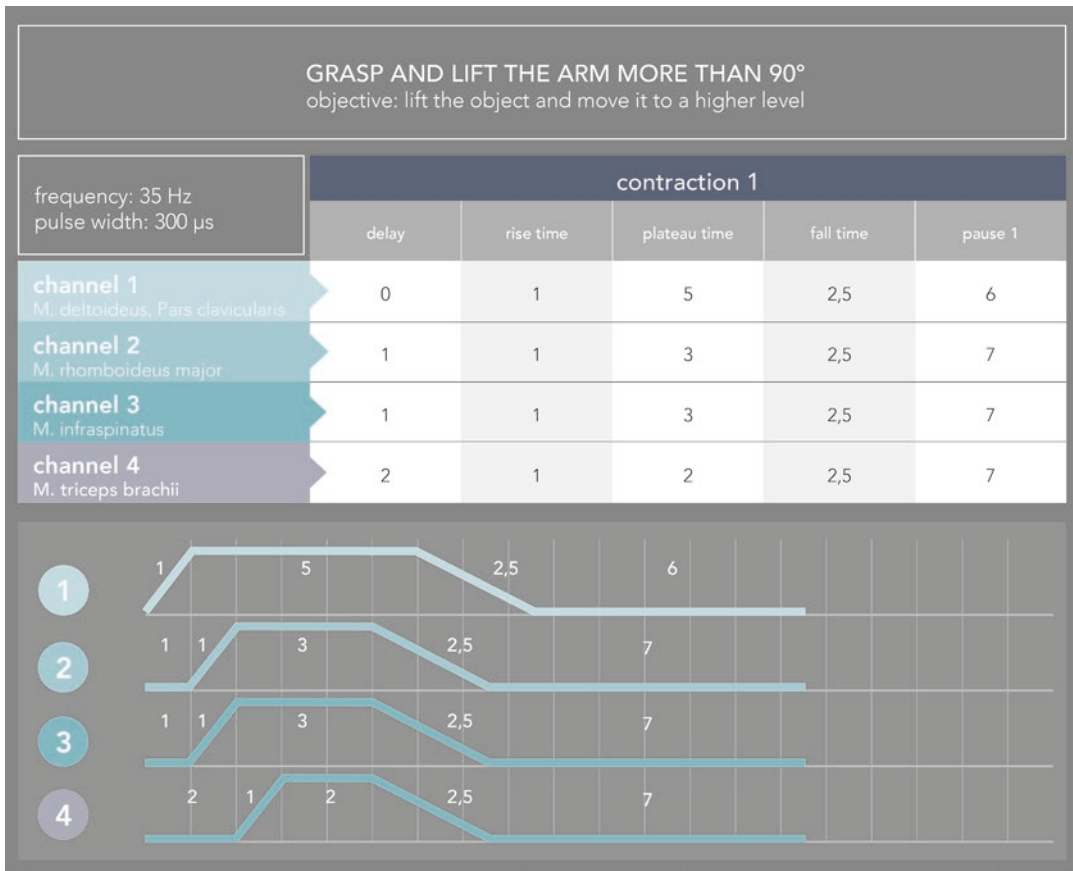 GRASP AND LIFT THE ARM MORE THAN 90°
objective: lift the object and move it to a higher level
frequency: 35 Hz
pulse width: 300 µs
contraction 1
delay rise time plateau time fall time pause 1
channel 1
M. deltoideus, Pars clavicularis
0 1 5 2,5 6
channel 2
M. rhomboideus major
1 1 3 2,5 7
channel 3
M. infraspinatus
1 1 3 2,5 7
channel 4
M. triceps brachii
2 1 2 2,5 7
1 1 5 2,5 6
2 1 1 3 2,5 7
3 1 1 3 2,5 7
4 2 1 2 2,5 7